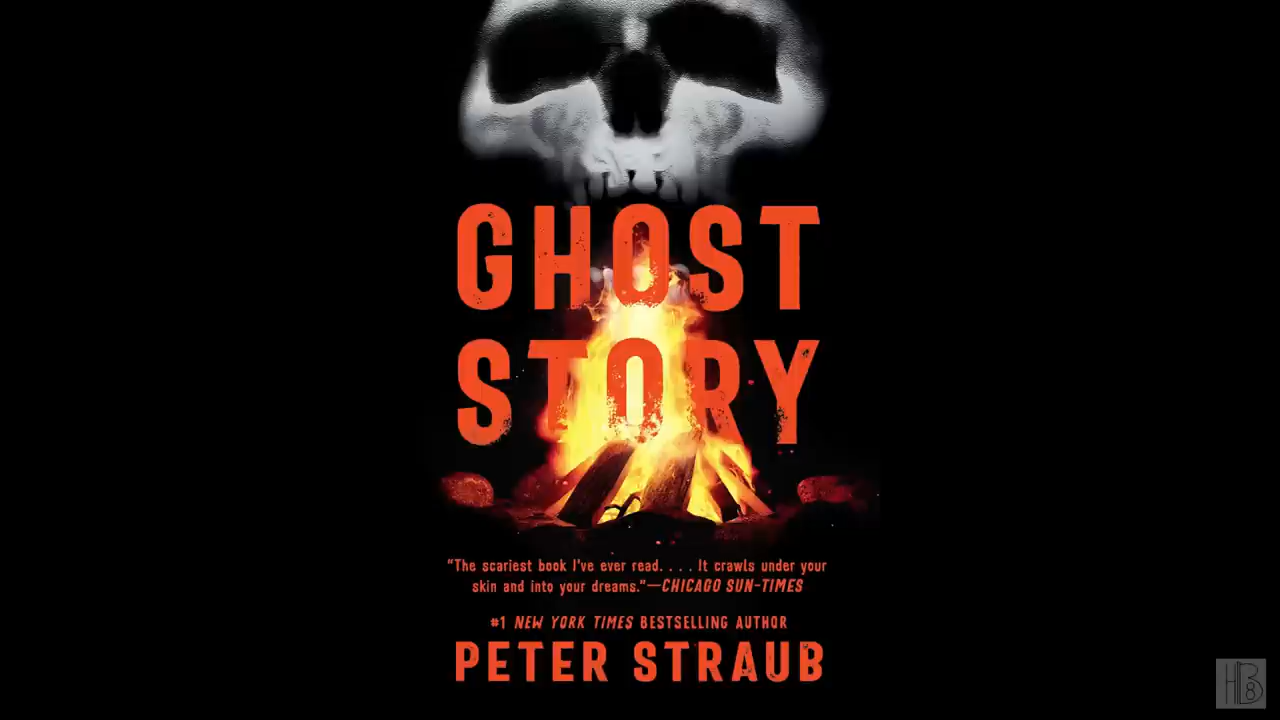 GHOST
STORY
“The scariest book I've ever read. . . . It crawls under your
skin and into your dreams.”—CHICAGO SUN-TIMES
#1 NEW YORK TIMES BESTSELLING AUTHOR
PETER STRAUB
HB8